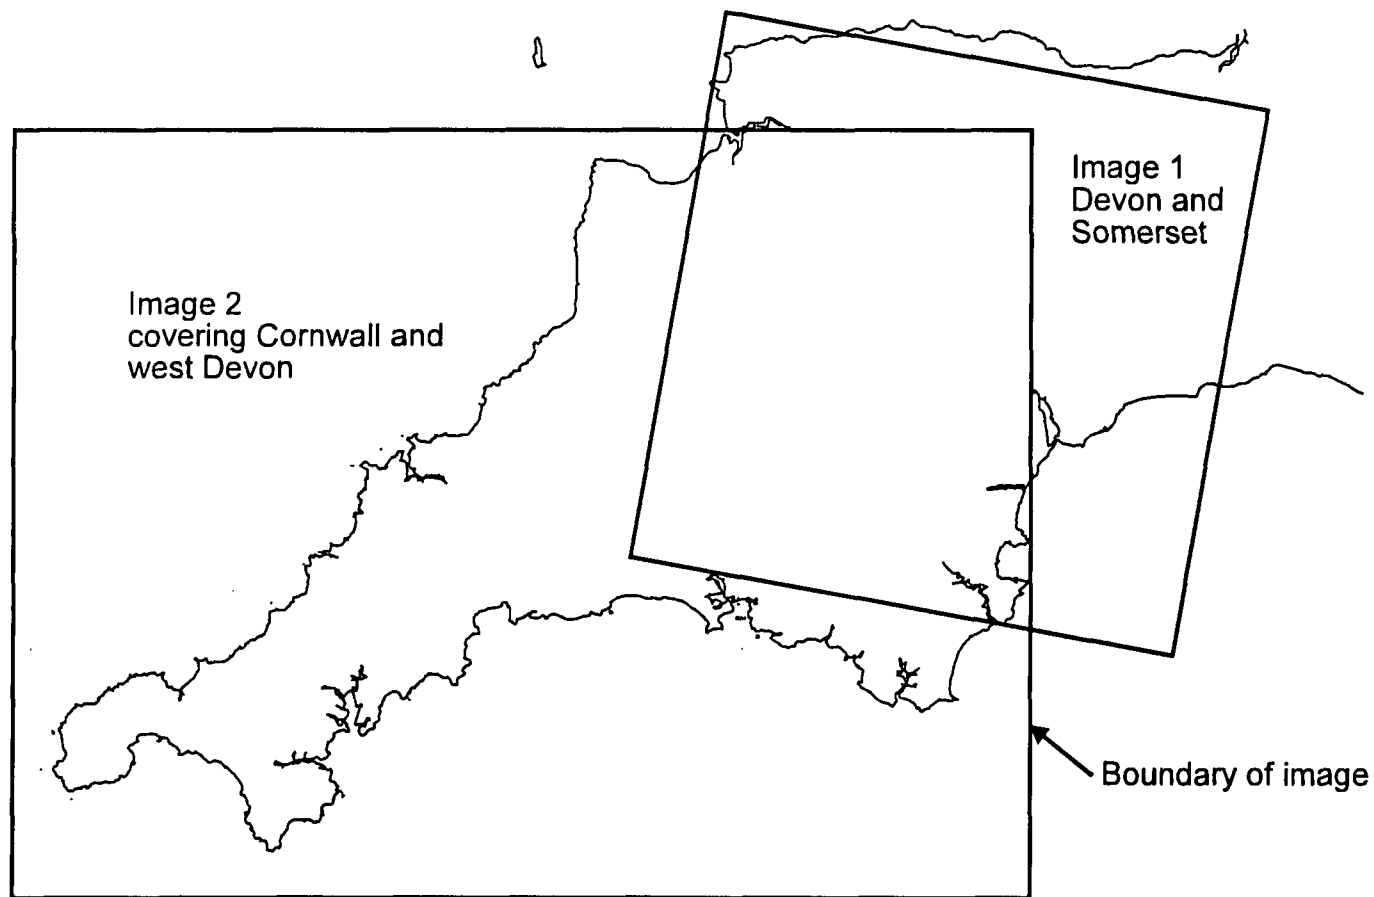 Image 1
Devon and
Somerset
Image 2
covering Cornwall and
west Devon
Boundary of image